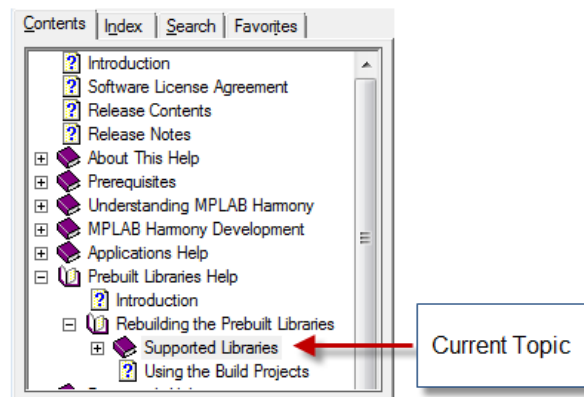 Contents Index Search Favorites
Introduction
Software License Agreement
Release Contents
Release Notes
About This Help
Prerequisites
Understanding MPLAB Harmony
MPLAB Harmony Development
Applications Help
Prebuilt Libraries Help
Introduction
Rebuilding the Prebuilt Libraries
Supported Libraries
Current Topic
Using the Build Projects